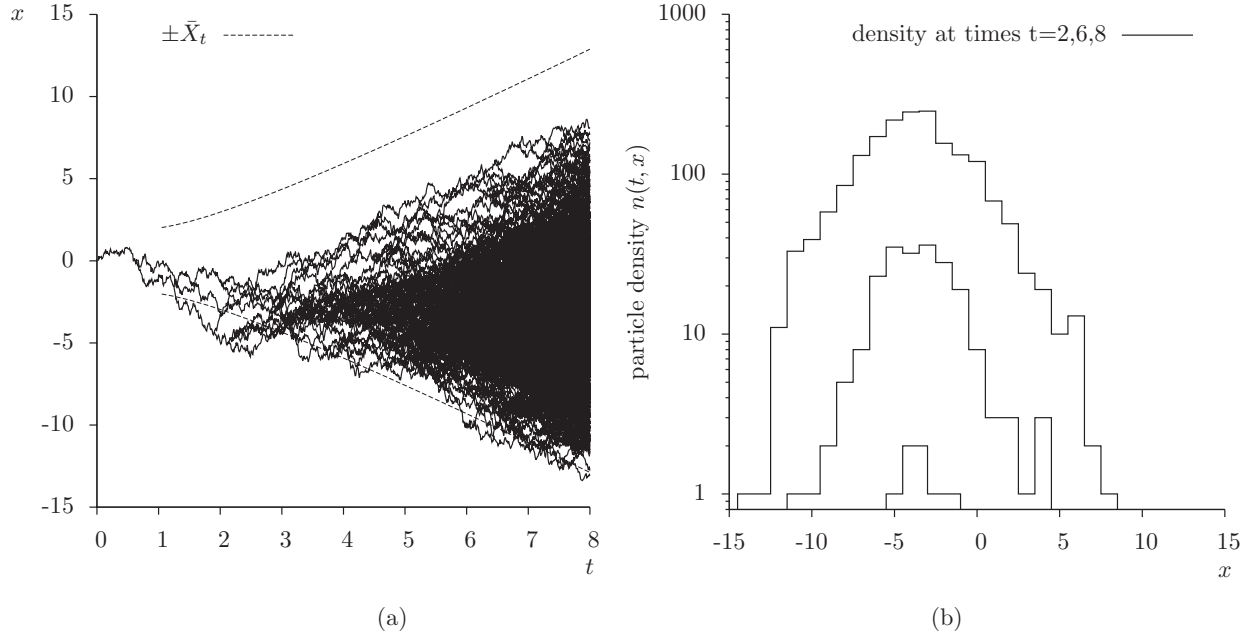 x
15
10
5
0
-5
-10
-15
±X̄_t
0 1 2 3 4 5 6 7 8
t
(a)
particle density n(t, x)
1000
100
10
1
density at times t=2,6,8
-15 -10 -5 0 5 10 15
x
(b)